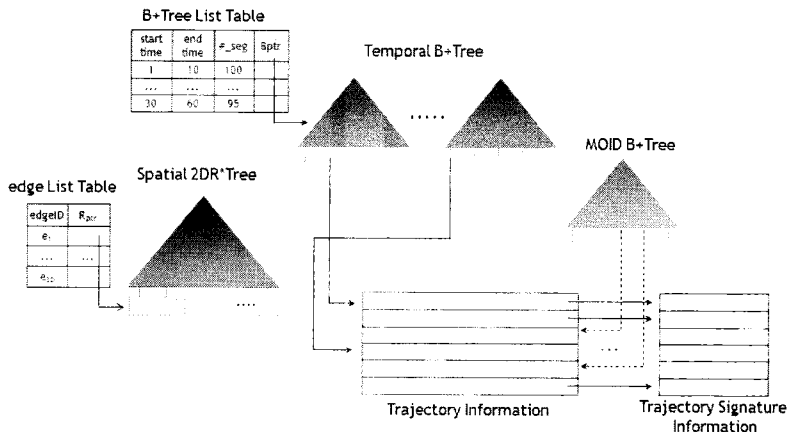 B+Tree List Table
start time end time #_seg Bptr
1 10 100
... ... ...
30 60 95
Temporal B+Tree
.....
MOID B+Tree
edge List Table
Spatial 2DR*Tree
edgeID Rptr
e1
... ...
....
...
Trajectory Information
Trajectory Signature
Information